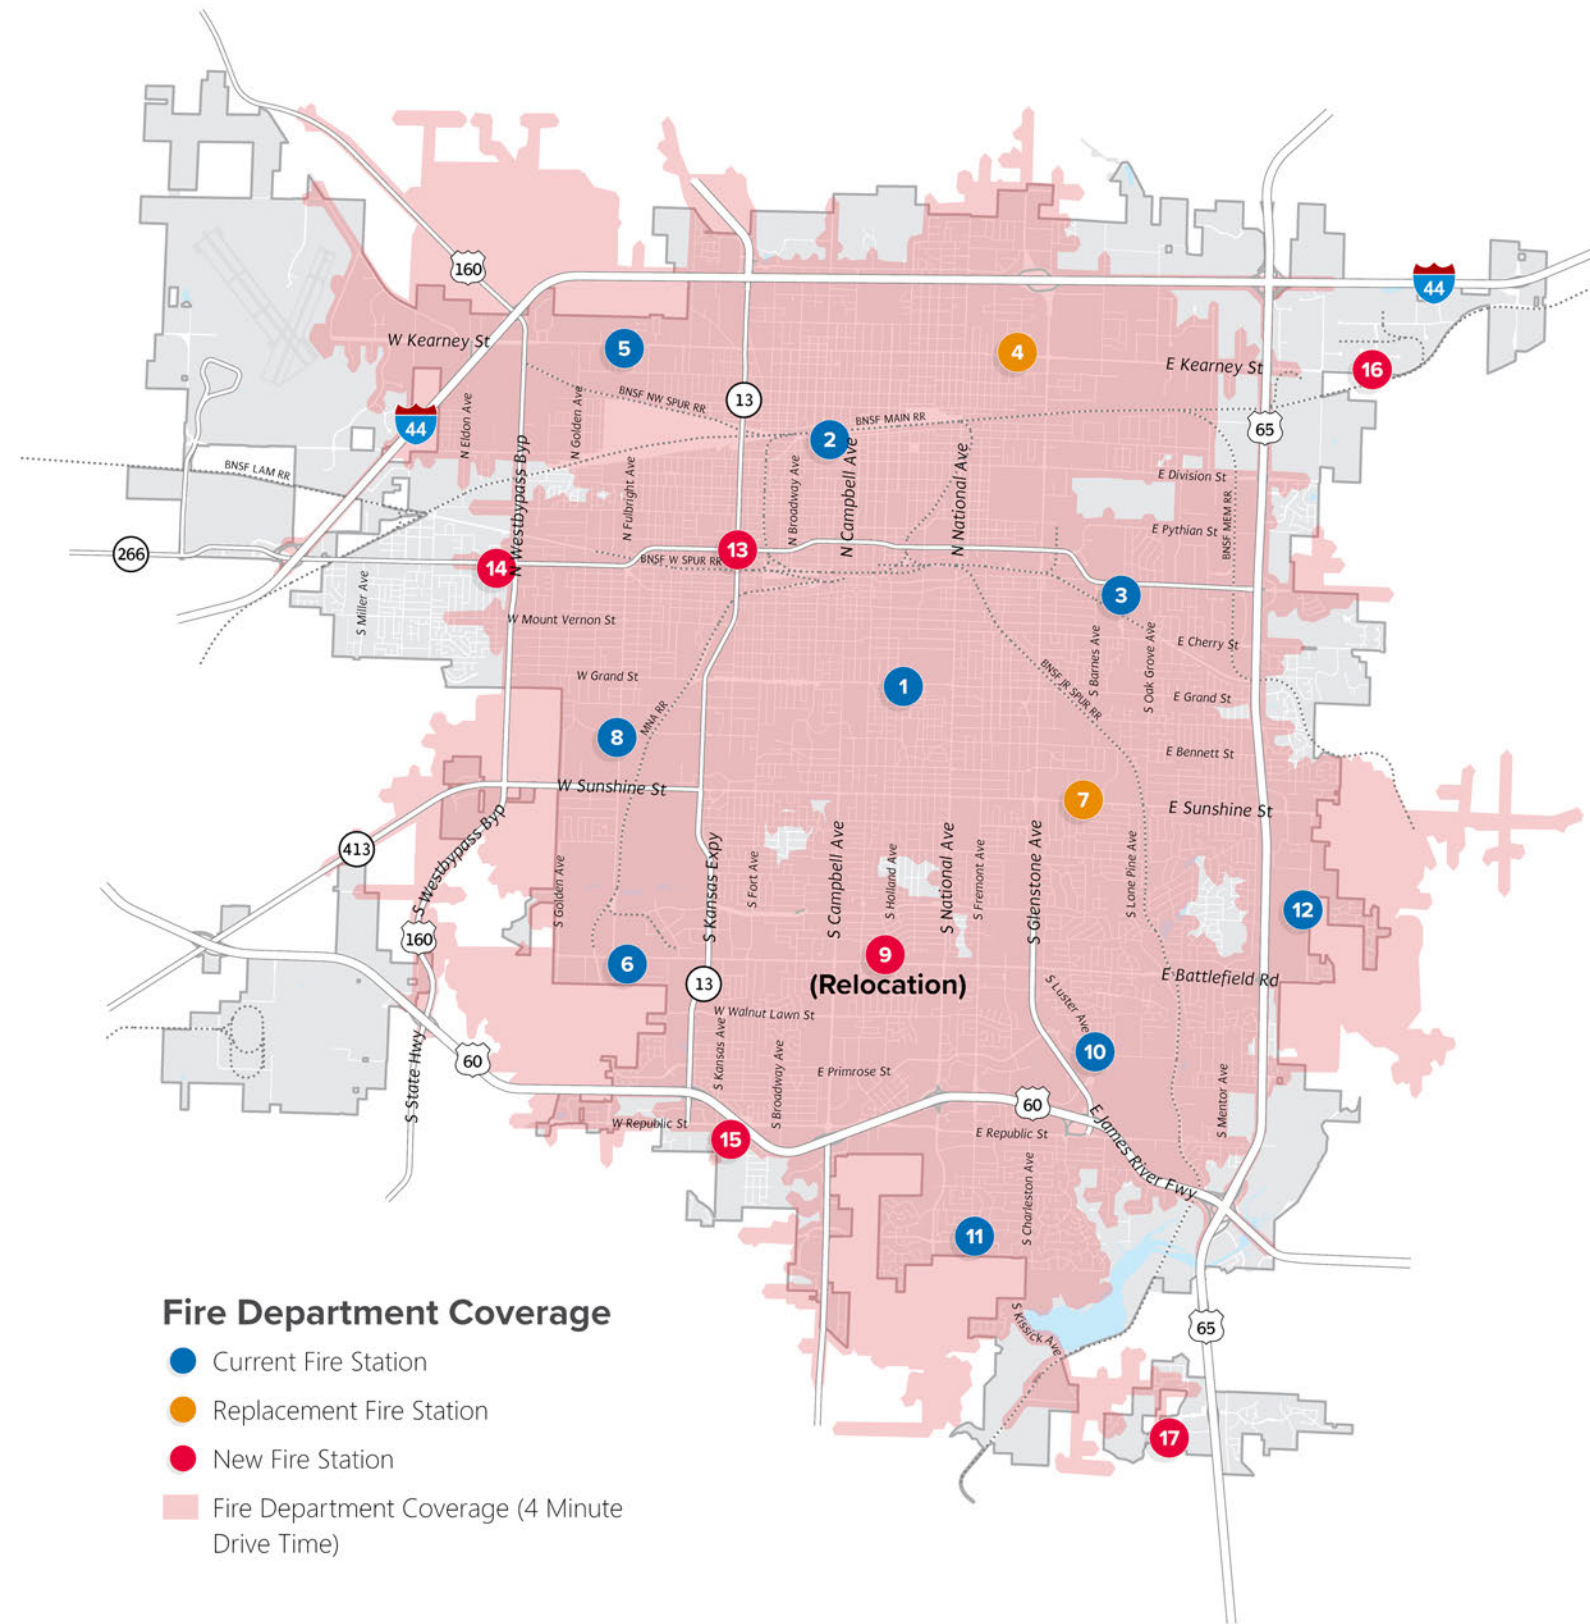 160
44
W Kearney St
5
4
E Kearney St
16
BNSF NW SPUR RR
13
BNSF MAIN RR
65
44
N Eldon Ave
N Golden Ave
2
N Westbypass Byp
N Fulbright Ave
N Broadway Ave
N Campbell Ave
N National Ave
BNSF LAM RR
E Division St
BNSF MEM RR
E Pythian St
266
14
BNSF W SPUR RR
13
3
S Miller Ave
W Mount Vernon St
E Cherry St
S Barnes Ave
S Oak Grove Ave
W Grand St
1
BNSF JR SPUR RR
E Grand St
MNA RR
8
E Bennett St
W Sunshine St
7
E Sunshine St
413
S Westbypass Byp
S Golden Ave
S Kansas Expy
S Fort Ave
S Campbell Ave
S Holland Ave
S National Ave
S Fremont Ave
S Glenstone Ave
S Lone Pine Ave
12
160
6
9
(Relocation)
13
E Battlefield Rd
S Luster Ave
W Walnut Lawn St
S State Hwy
60
S Kansas Ave
S Broadway Ave
E Primrose St
10
S Mentor Ave
60
W Republic St
15
E Republic St
E James River Fwy
S Charleston Ave
11
S Kissick Ave
65
17
Fire Department Coverage
Current Fire Station
Replacement Fire Station
New Fire Station
Fire Department Coverage (4 Minute
Drive Time)